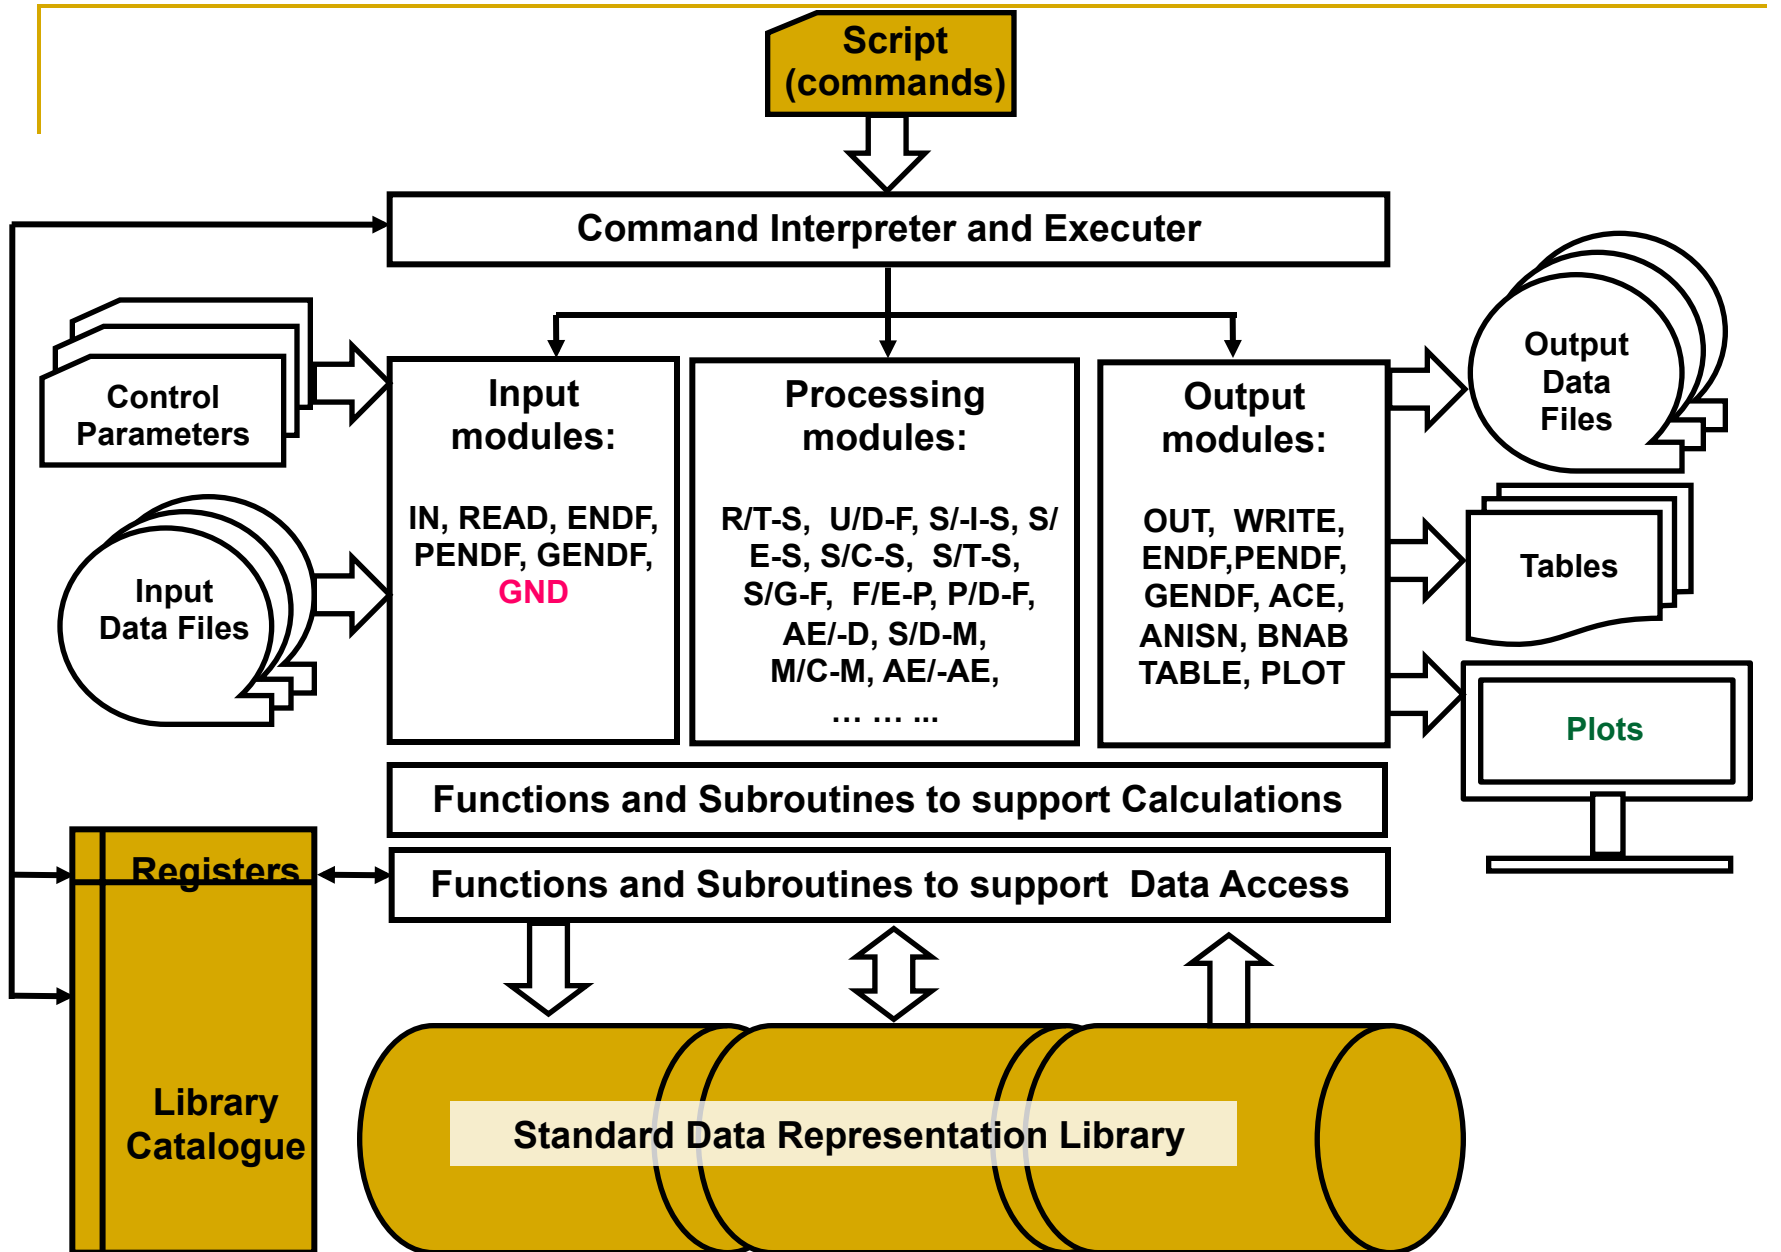 Script
(commands)
Command Interpreter and Executer
Control
Parameters
Input
Data Files
Input
modules:
IN, READ, ENDF,
PENDF, GENDF,
GND
Processing
modules:
R/T-S, U/D-F, S/-I-S, S/
E-S, S/C-S, S/T-S,
S/G-F, F/E-P, P/D-F,
AE/-D, S/D-M,
M/C-M, AE/-AE,
... ... ...
Output
modules:
OUT, WRITE,
ENDF,PENDF,
GENDF, ACE,
ANISN, BNAB
TABLE, PLOT
Output
Data
Files
Tables
Plots
Functions and Subroutines to support Calculations
Registers
Functions and Subroutines to support Data Access
Library
Catalogue
Standard Data Representation Library